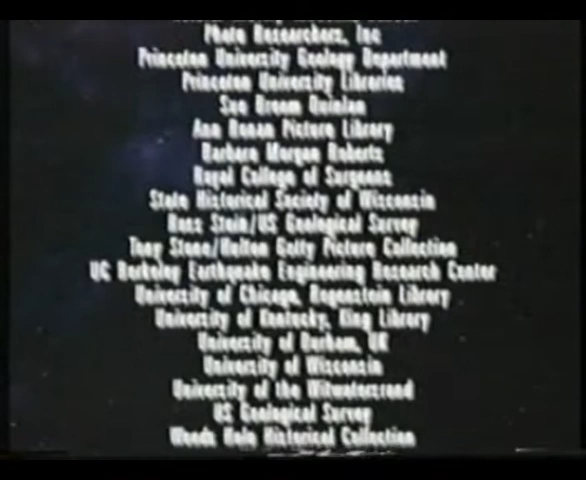 Photo Researchers, Inc
Princeton University Geology Department
Princeton University Libraries
Sue Breem Quinlan
Ann Ronan Picture Library
Barbara Morgan Roberts
Royal College of Surgeons
State Historical Society of Wisconsin
Ross Stein/US Geological Survey
Tony Stone/Hulton Getty Picture Collection
UC Berkeley Earthquake Engineering Research Center
University of Chicago, Regenstein Library
University of Kentucky, King Library
University of Durham, UK
University of Wisconsin
University of the Witwatersrand
US Geological Survey
Woods Hole Historical Collection